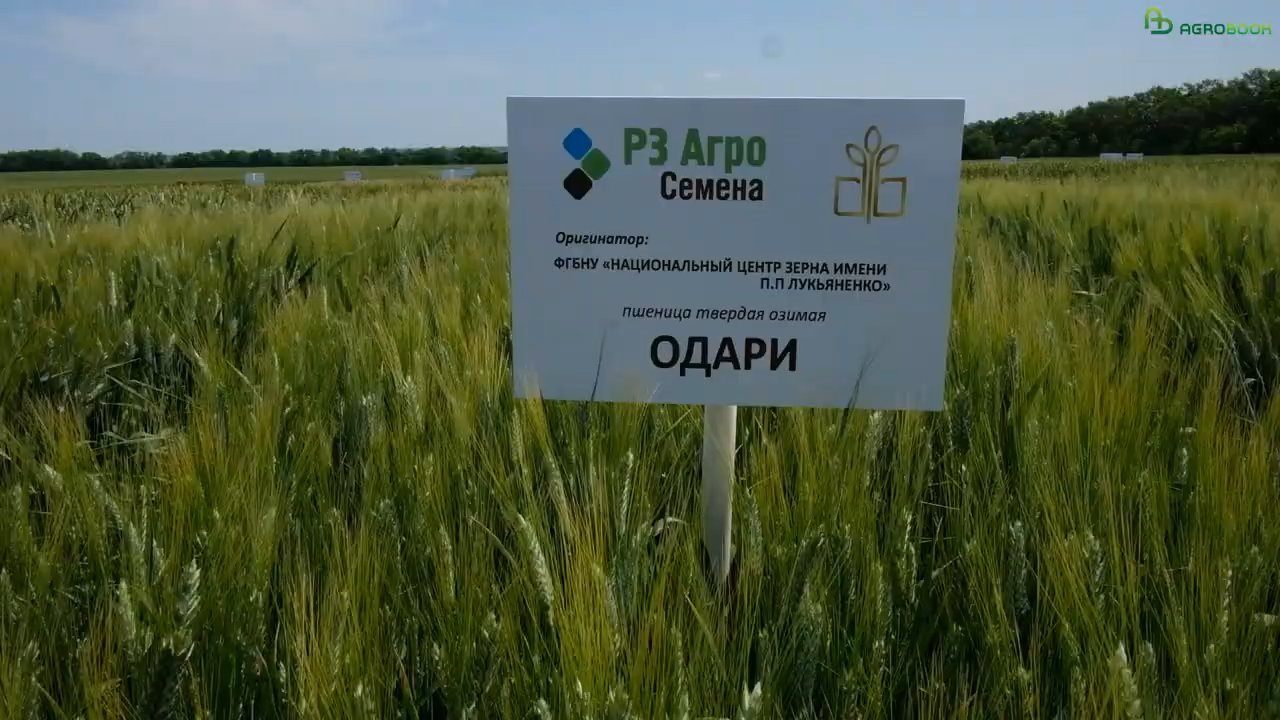 AGROBOOK
РЗ Агро
Семена
Оригинатор:
ФГБНУ «НАЦИОНАЛЬНЫЙ ЦЕНТР ЗЕРНА ИМЕНИ
П.П ЛУКЬЯНЕНКО»
пшеница твердая озимая
ОДАРИ